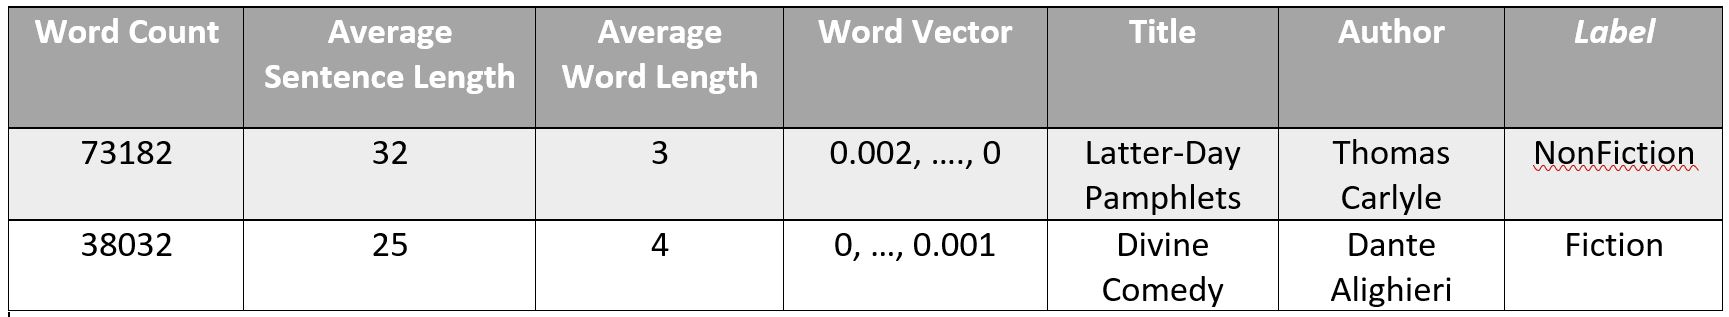 Word Count Average Sentence Length Average Word Length Word Vector Title Author Label
73182 32 3 0.002, ...., 0 Latter-Day Pamphlets Thomas Carlyle NonFiction
38032 25 4 0, ..., 0.001 Divine Comedy Dante Alighieri Fiction